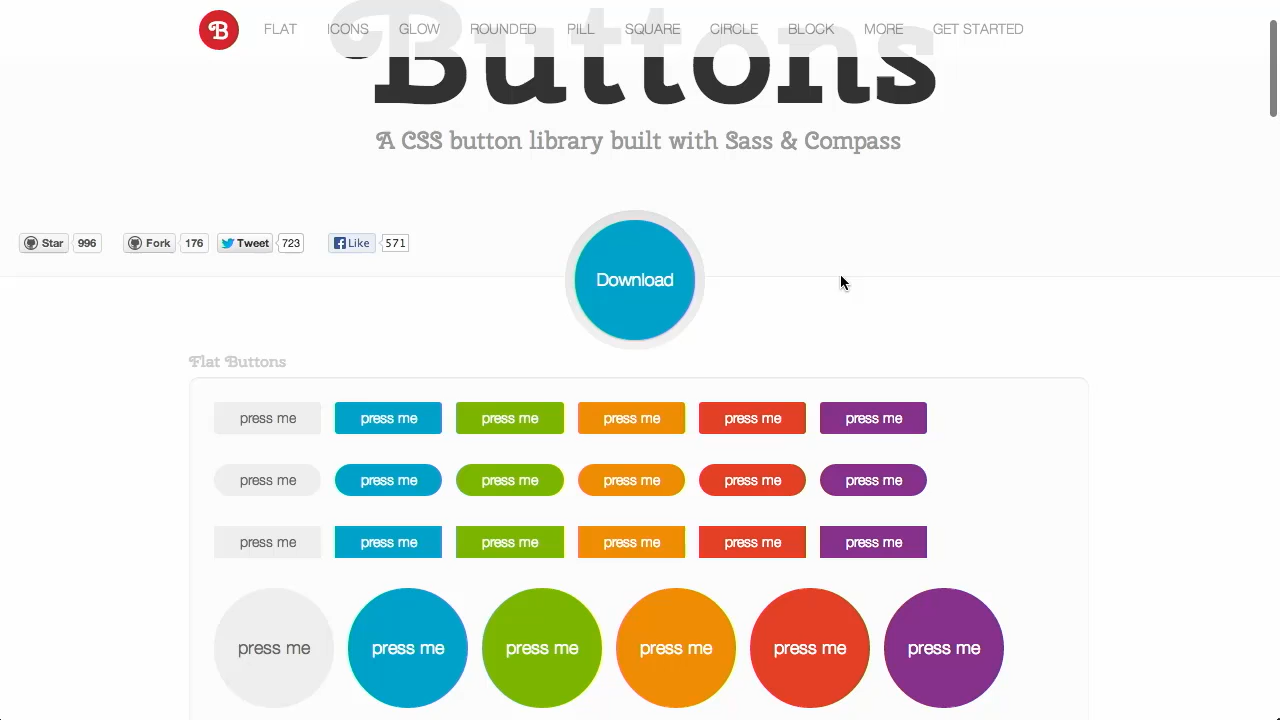 B FLAT ICONS GLOW ROUNDED PILL SQUARE CIRCLE BLOCK MORE GET STARTED
Buttons
A CSS button library built with Sass & Compass
Star 996 Fork 176 Tweet 723 Like 571
Download
Flat Buttons
press me press me press me press me press me press me
press me press me press me press me press me press me
press me press me press me press me press me press me
press me press me press me press me press me press me